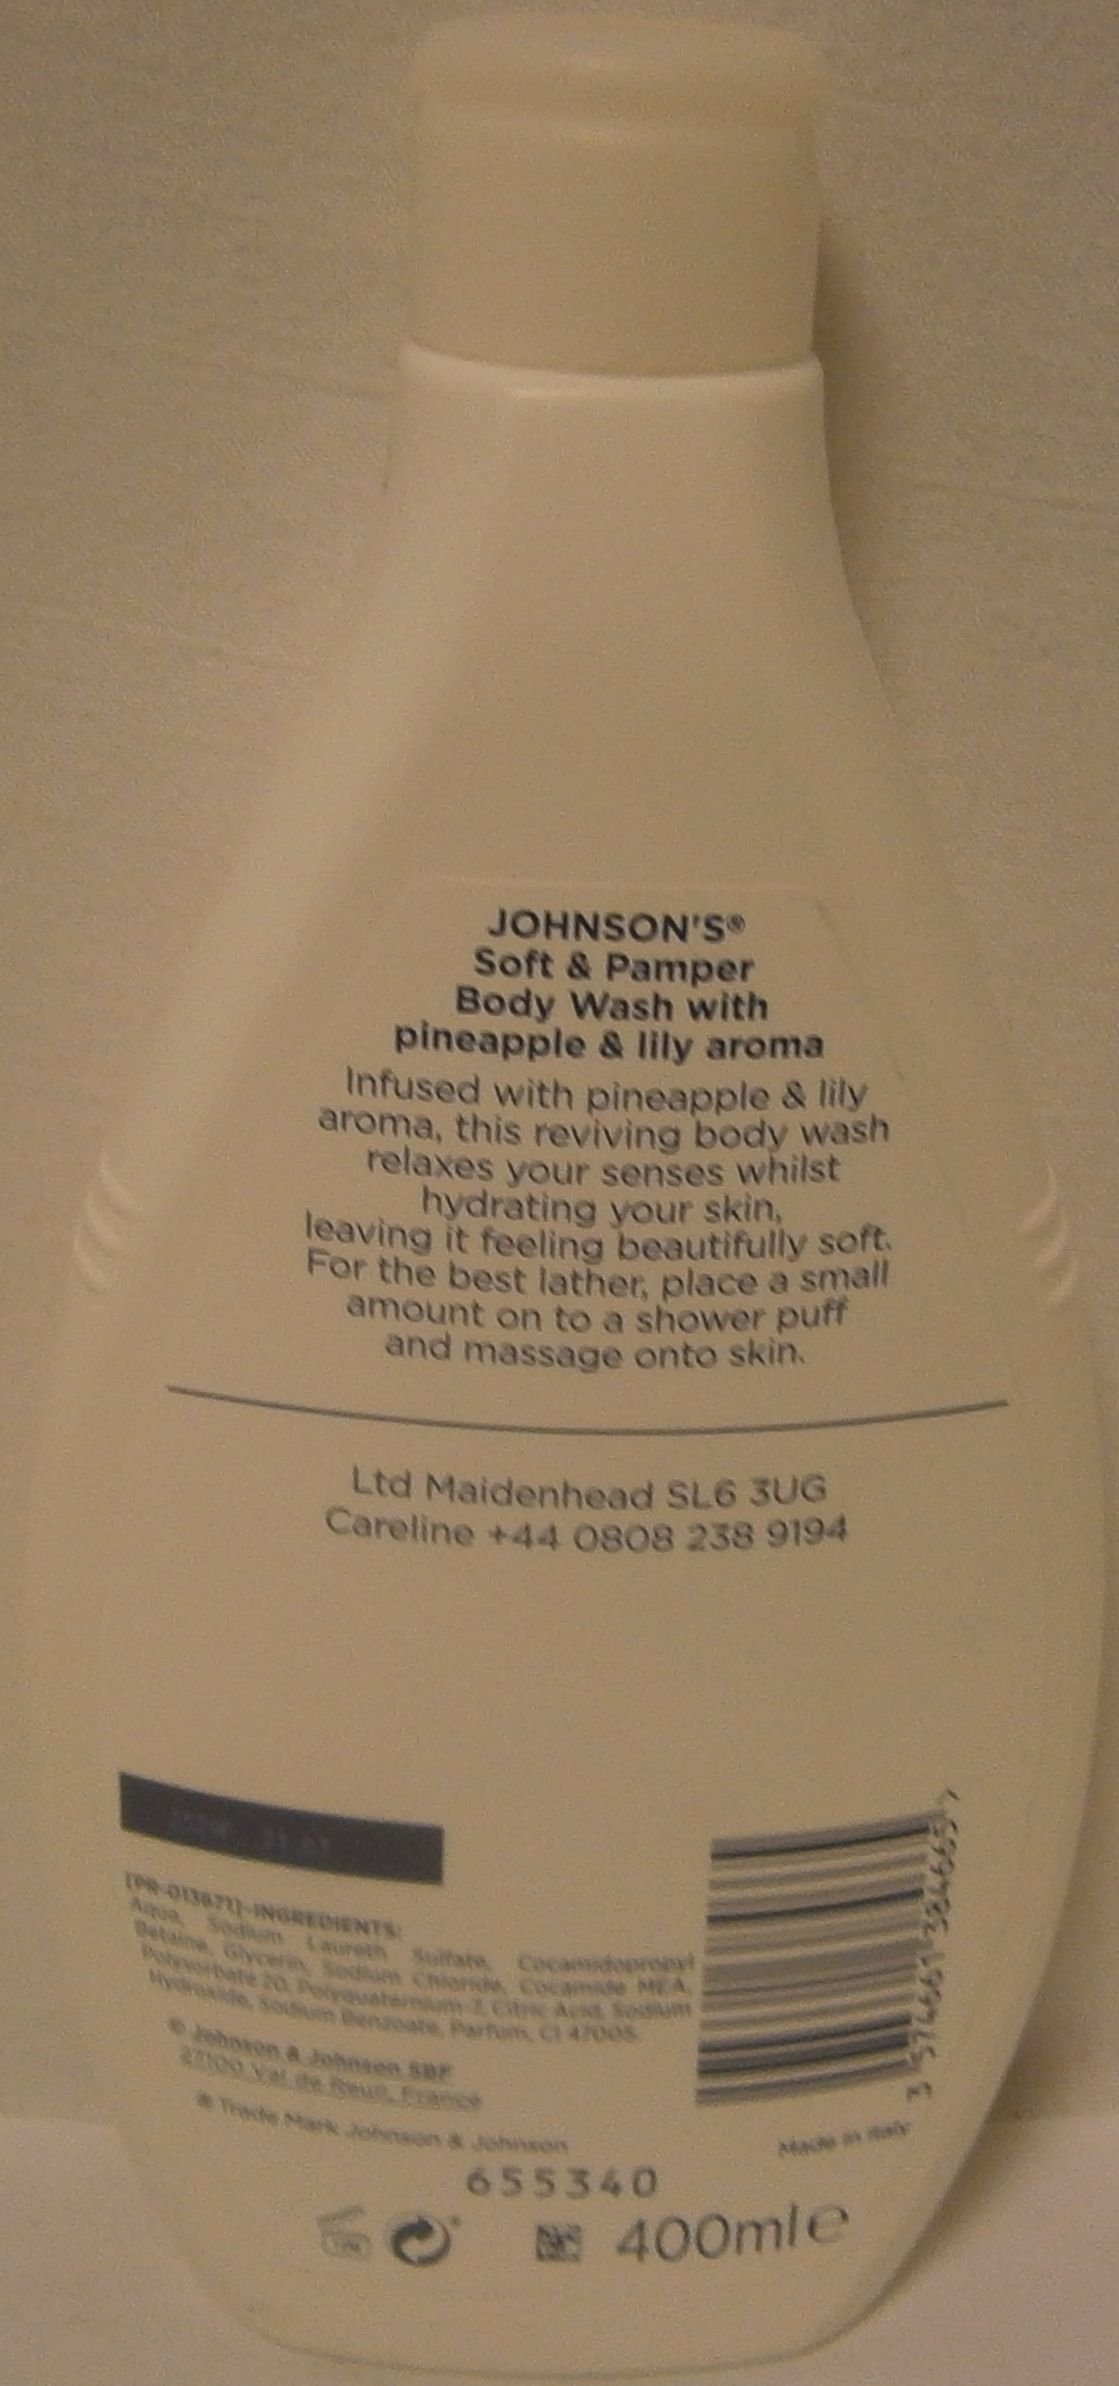 JOHNSON'S®
Soft & Pamper
Body Wash with
pineapple & lily aroma
Infused with pineapple & lily
aroma, this reviving body wash
relaxes your senses whilst
hydrating your skin,
leaving it feeling beautifully soft.
For the best lather, place a small
amount on to a shower puff
and massage onto skin.
Ltd Maidenhead SL6 3UG
Careline +44 0808 238 9194
[PR-013871]-INGREDIENTS:
Aqua, Sodium Laureth Sulfate, Cocamidopropyl
Betaine, Glycerin, Sodium Chloride, Cocamide MEA,
Polysorbate 20, Polyquaternium-7, Citric Acid, Sodium
Hydroxide, Sodium Benzoate, Parfum, CI 47005.
© Johnson & Johnson SBF
27100, Val de Reuil, France
® Trade Mark Johnson & Johnson
Made in Italy
655340
400ml e